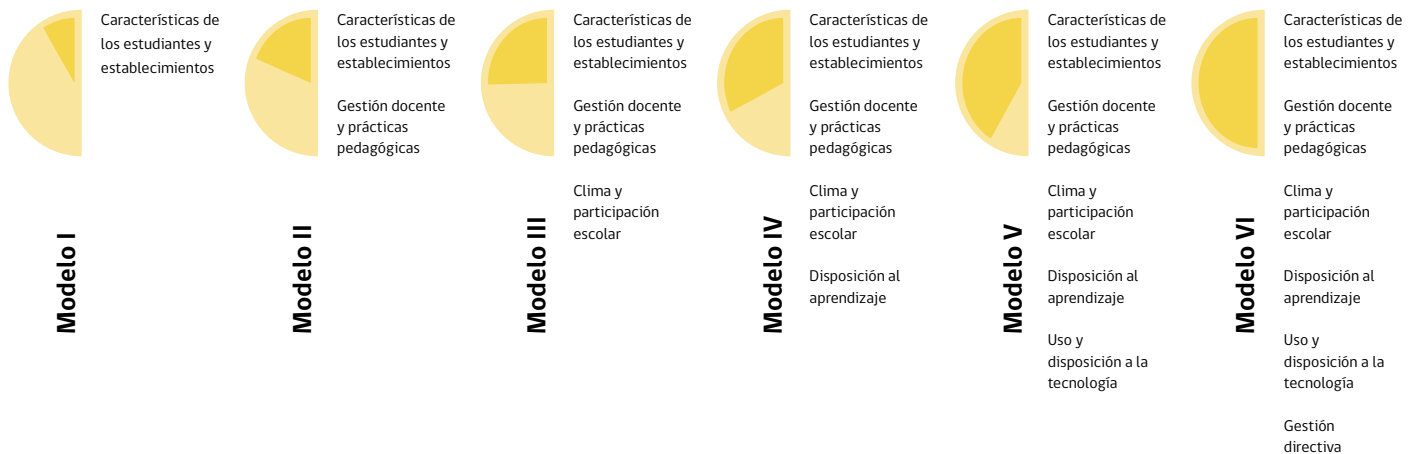 Modelo I
Características de
los estudiantes y
establecimientos
Modelo II
Características de
los estudiantes y
establecimientos
Gestión docente
y prácticas
pedagógicas
Modelo III
Características de
los estudiantes y
establecimientos
Gestión docente
y prácticas
pedagógicas
Clima y
participación
escolar
Modelo IV
Características de
los estudiantes y
establecimientos
Gestión docente
y prácticas
pedagógicas
Clima y
participación
escolar
Disposición al
aprendizaje
Modelo V
Características de
los estudiantes y
establecimientos
Gestión docente
y prácticas
pedagógicas
Clima y
participación
escolar
Disposición al
aprendizaje
Uso y
disposición a la
tecnología
Modelo VI
Características de
los estudiantes y
establecimientos
Gestión docente
y prácticas
pedagógicas
Clima y
participación
escolar
Disposición al
aprendizaje
Uso y
disposición a la
tecnología
Gestión
directiva